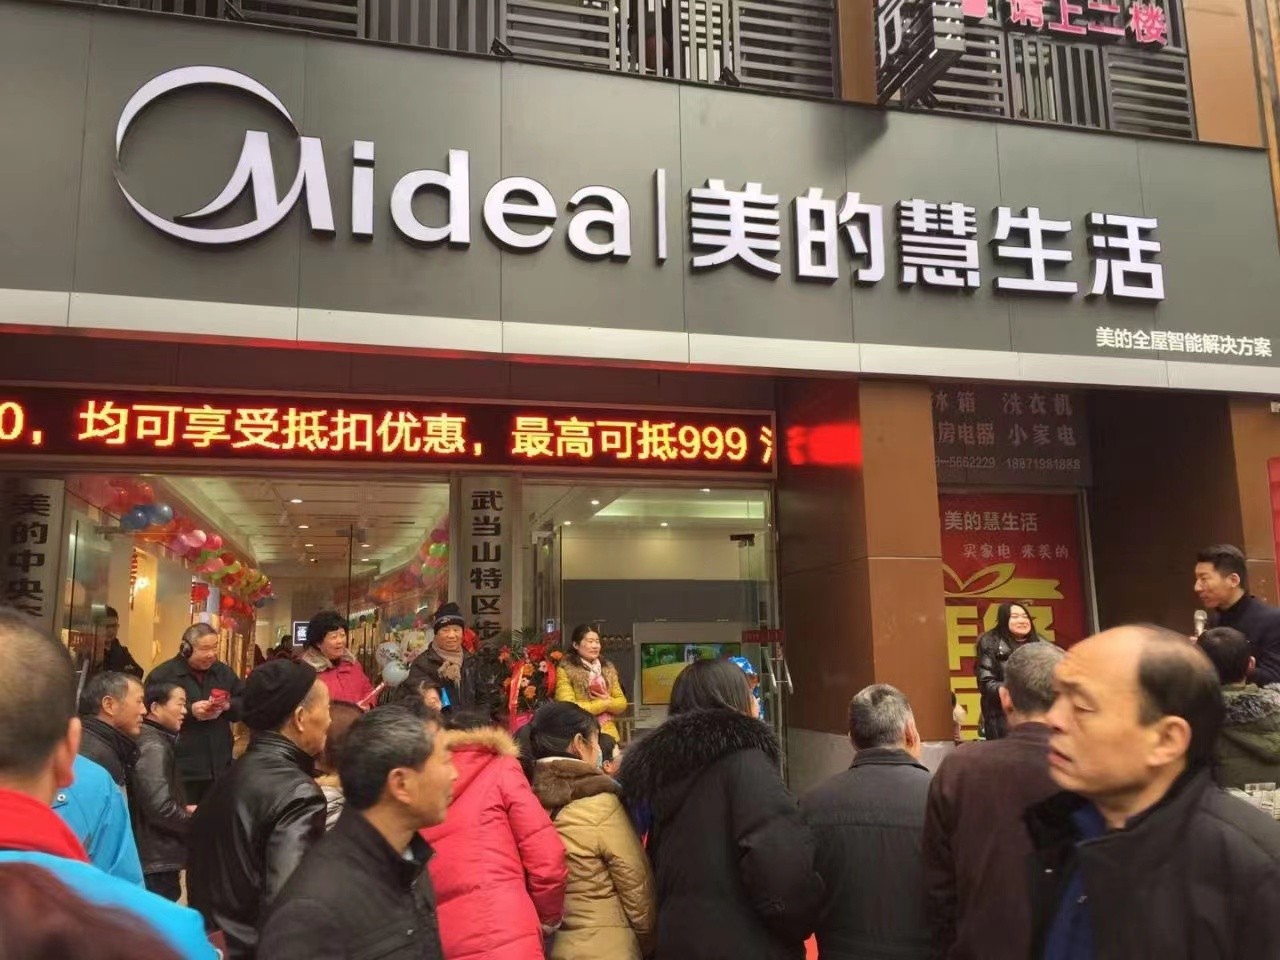 请上二楼
Midea 美的慧生活
美的全屋智能解决方案
0，均可享受抵扣优惠，最高可抵999
冰箱 洗衣机
房电器 小家电
5662229 18871981888
美的中央
武当山特区步
美的慧生活
买家电 来美的